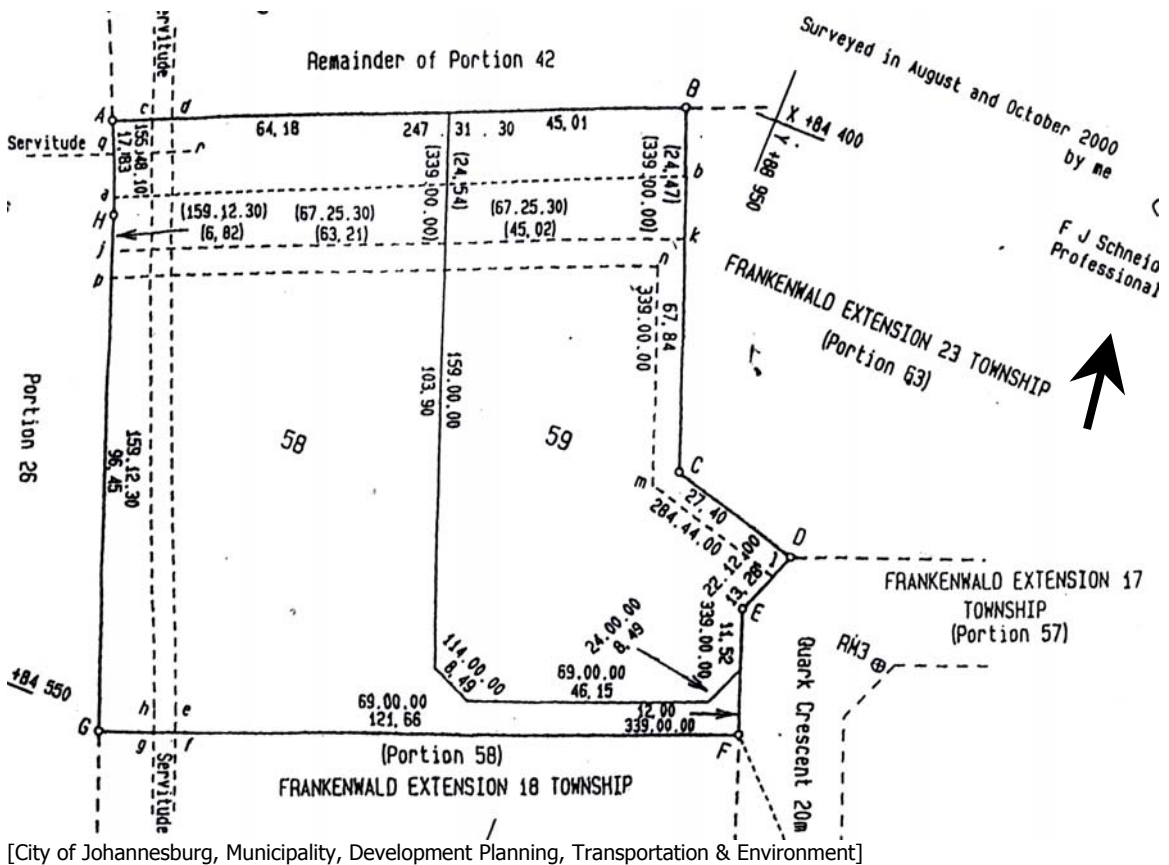 Servitude
Remainder of Portion 42
Surveyed in August and October 2000
by me
F J Schneid
Professional
A
c
d
B
64,18
247 31 . 30
45,01
X +84 400
Y +88 950
Servitude
q
r
155.48.10
17,83
(339.00.00)
(24,54)
(24,47)
(339.00.00)
a
b
H
(159.12.30)
(6,82)
(67.25.30)
(63,21)
(67.25.30)
(45,02)
j
k
p
n
FRANKENWALD EXTENSION 23 TOWNSHIP
(Portion 63)
67,84
339.00.00
159.00.00
103,90
Portion 26
159.12.30
96,45
58
59
m
C
27,40
284.44.00
D
l
22.12.00
13,28
E
FRANKENWALD EXTENSION 17
TOWNSHIP
(Portion 57)
24.00.00
8,49
11,52
339.00.00
Quark Crescent 20m
RM3
+84 550
114.00.00
8,49
69.00.00
46,15
69.00.00
121,66
12,00
339.00.00
G
h
e
g
f
F
Servitude
(Portion 58)
FRANKENWALD EXTENSION 18 TOWNSHIP
[City of Johannesburg, Municipality, Development Planning, Transportation & Environment]